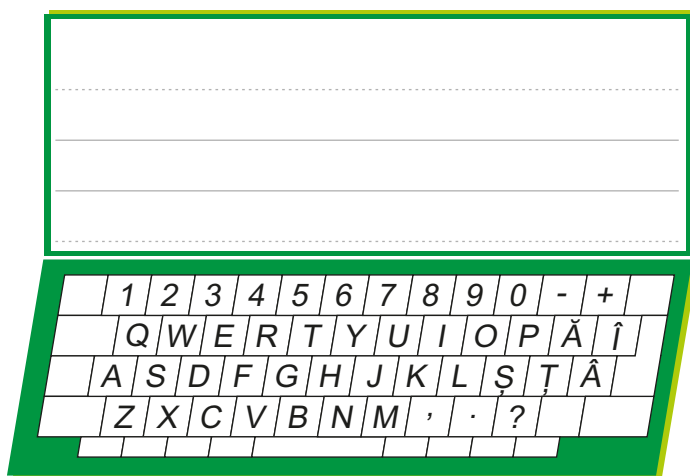 1 2 3 4 5 6 7 8 9 0 - +
Q W E R T Y U I O P Ă Î
A S D F G H J K L Ș Ț Â
Z X C V B N M , . ?